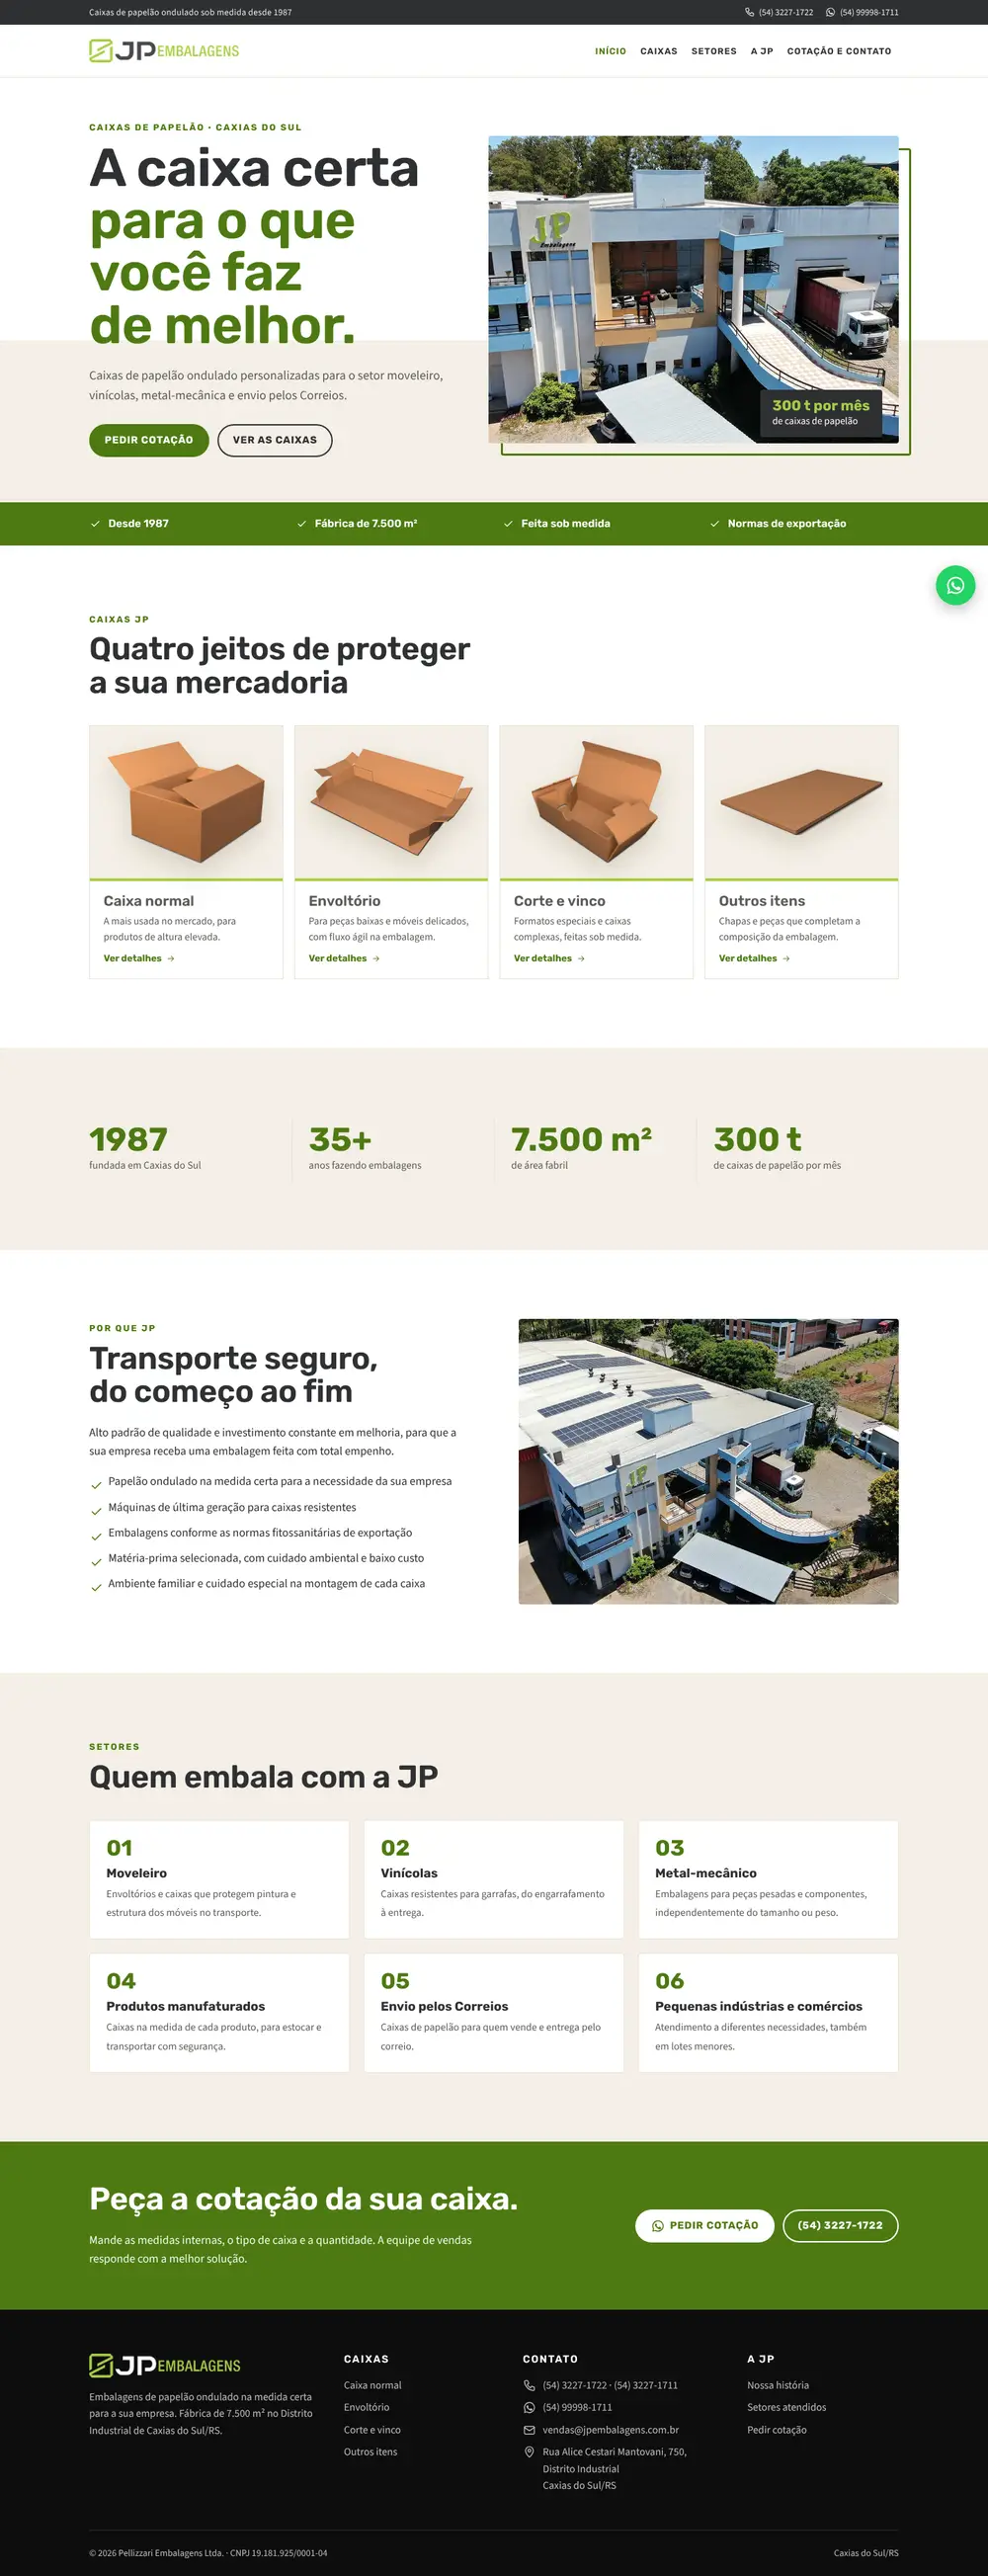 Caixas de papelão ondulado sob medida desde 1987
(54) 3227-1722 (54) 99998-1711
JP EMBALAGENS
INÍCIO CAIXAS SETORES A JP COTAÇÃO E CONTATO
CAIXAS DE PAPELÃO · CAXIAS DO SUL
A caixa certa
para o que
você faz
de melhor.
Caixas de papelão ondulado personalizadas para o setor moveleiro,
vinícolas, metal-mecânica e envio pelos Correios.
PEDIR COTAÇÃO VER AS CAIXAS
JP
Embalagens
300 t por mês
de caixas de papelão
Desde 1987 Fábrica de 7.500 m² Feita sob medida Normas de exportação
CAIXAS JP
Quatro jeitos de proteger
a sua mercadoria
Caixa normal
A mais usada no mercado, para
produtos de altura elevada.
Ver detalhes →
Envoltório
Para peças baixas e móveis delicados,
com fluxo ágil na embalagem.
Ver detalhes →
Corte e vinco
Formatos especiais e caixas
complexas, feitas sob medida.
Ver detalhes →
Outros itens
Chapas e peças que completam a
composição da embalagem.
Ver detalhes →
1987
fundada em Caxias do Sul
35+
anos fazendo embalagens
7.500 m²
de área fabril
300 t
de caixas de papelão por mês
POR QUE JP
Transporte seguro,
do começo ao fim
Alto padrão de qualidade e investimento constante em melhoria, para que a
sua empresa receba uma embalagem feita com total empenho.
Papelão ondulado na medida certa para a necessidade da sua empresa
Máquinas de última geração para caixas resistentes
Embalagens conforme as normas fitossanitárias de exportação
Matéria-prima selecionada, com cuidado ambiental e baixo custo
Ambiente familiar e cuidado especial na montagem de cada caixa
JP
SETORES
Quem embala com a JP
01
Moveleiro
Envoltórios e caixas que protegem pintura e
estrutura dos móveis no transporte.
02
Vinícolas
Caixas resistentes para garrafas, do engarrafamento
à entrega.
03
Metal-mecânico
Embalagens para peças pesadas e componentes,
independentemente do tamanho ou peso.
04
Produtos manufaturados
Caixas na medida de cada produto, para estocar e
transportar com segurança.
05
Envio pelos Correios
Caixas de papelão para quem vende e entrega pelo
correio.
06
Pequenas indústrias e comércios
Atendimento a diferentes necessidades, também
em lotes menores.
Peça a cotação da sua caixa.
Mande as medidas internas, o tipo de caixa e a quantidade. A equipe de vendas
responde com a melhor solução.
PEDIR COTAÇÃO (54) 3227-1722
JP EMBALAGENS
Embalagens de papelão ondulado na medida certa
para a sua empresa. Fábrica de 7.500 m² no Distrito
Industrial de Caxias do Sul/RS.
CAIXAS
Caixa normal
Envoltório
Corte e vinco
Outros itens
CONTATO
(54) 3227-1722 · (54) 3227-1711
(54) 99998-1711
vendas@jpembalagens.com.br
Rua Alice Cestari Mantovani, 750,
Distrito Industrial
Caxias do Sul/RS
A JP
Nossa história
Setores atendidos
Pedir cotação
© 2026 Pellizzari Embalagens Ltda. · CNPJ 19.181.925/0001-04
Caxias do Sul/RS